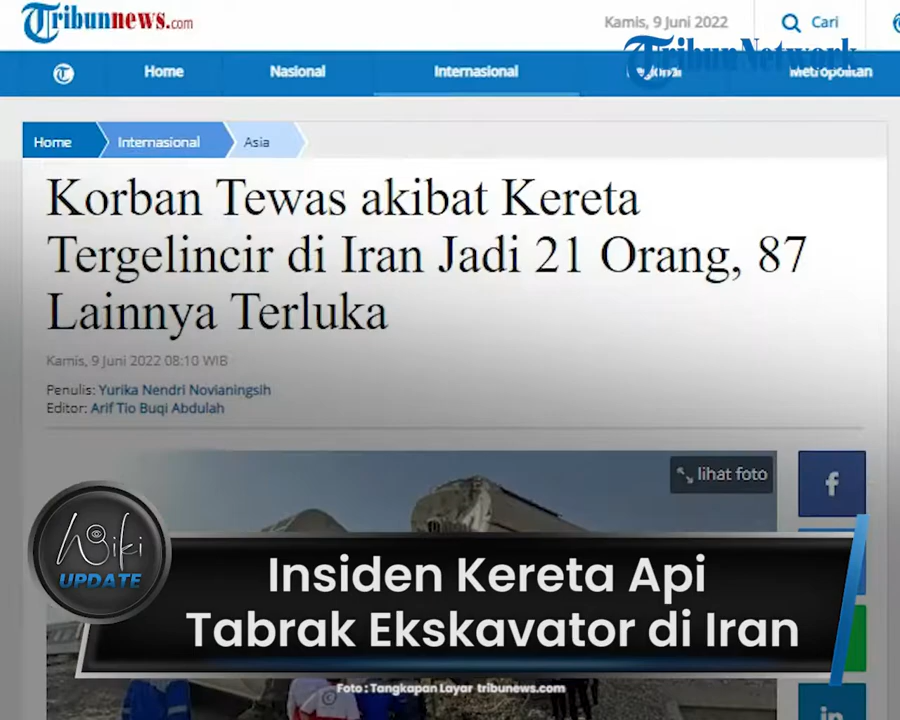 Tribunnews.com
Kamis, 9 Juni 2022
Cari
TribunNetwork
Home
Nasional
Internasional
Metropolitan
Home
Internasional
Asia
Korban Tewas akibat Kereta
Tergelincir di Iran Jadi 21 Orang, 87
Lainnya Terluka
Kamis, 9 Juni 2022 08:10 WIB
Penulis: Yurika Nendri Novianingsih
Editor: Arif Tio Buqi Abdulah
lihat foto
f
Wiki
UPDATE
Insiden Kereta Api
Tabrak Ekskavator di Iran
Foto : Tangkapan Layar tribunews.com
in